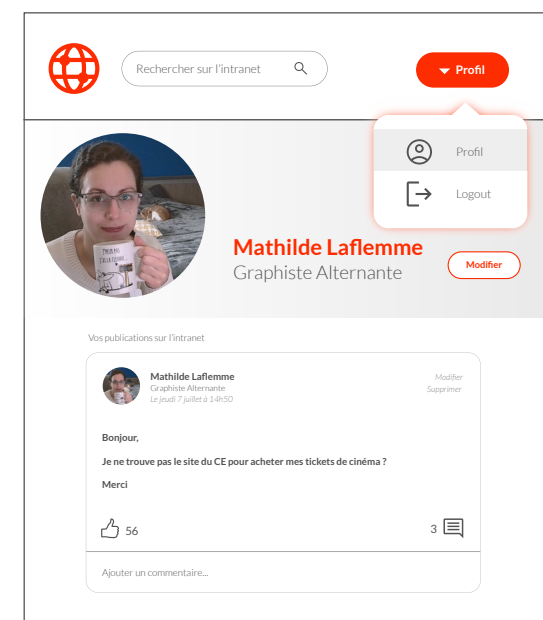 Rechercher sur l'intranet
Profil
Profil
Logout
Mathilde Laflemme
Graphiste Alternante
Modifier
Vos publications sur l'intranet
Mathilde Laflemme
Graphiste Alternante
Le jeudi 7 juillet à 14h50
Modifier
Supprimer
Bonjour,
Je ne trouve pas le site du CE pour acheter mes tickets de cinéma ?
Merci
56
3
Ajouter un commentaire...